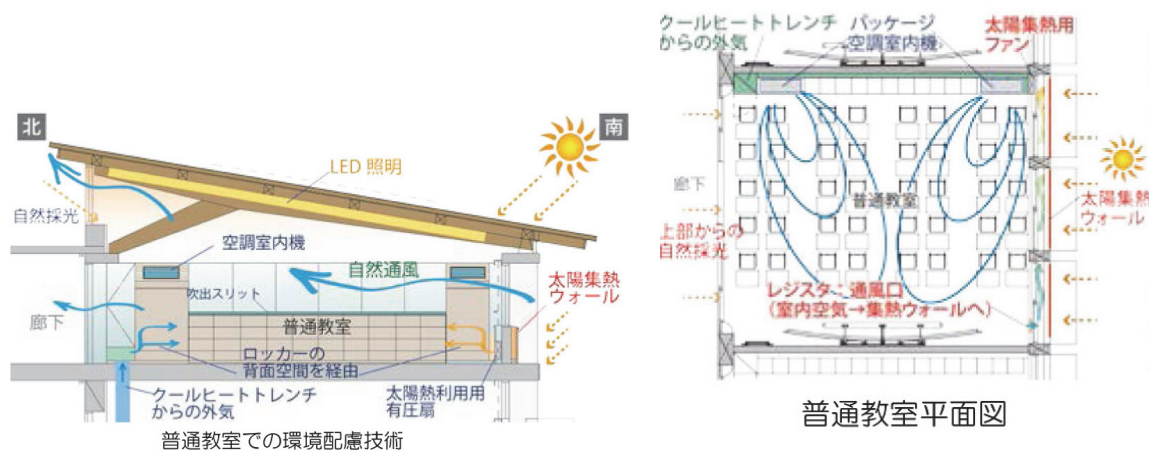 北
南
LED 照明
自然採光
空調室内機
自然通風
太陽集熱
ウォール
吹出スリット
廊下
普通教室
ロッカーの
背面空間を経由
クールヒートトレンチ
からの外気
太陽熱利用用
有圧扇
普通教室での環境配慮技術
クールヒートトレンチ
からの外気
パッケージ
空調室内機
太陽集熱用
ファン
廊下
普通教室
上部からの
自然採光
太陽集熱
ウォール
レジスター：通風口
（室内空気→集熱ウォールへ）
普通教室平面図